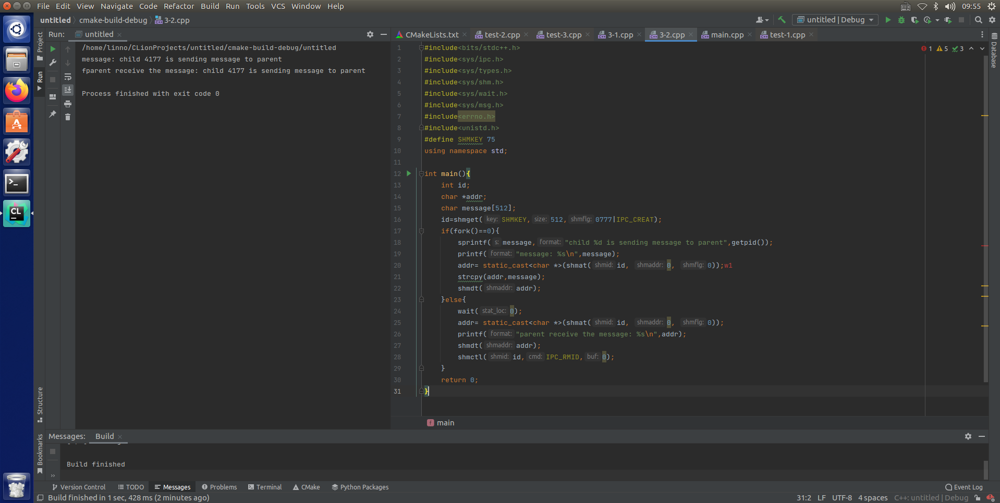 File Edit View Navigate Code Refactor Build Run Tools VCS Window Help
09:55
untitled cmake-build-debug 3-2.cpp
untitled | Debug
Project
Run
Structure
Bookmarks
Run: untitled
/home/linno/CLionProjects/untitled/cmake-build-debug/untitled
message: child 4177 is sending message to parent
fparent receive the message: child 4177 is sending message to parent
Process finished with exit code 0
CMakeLists.txt test-2.cpp test-3.cpp 3-1.cpp 3-2.cpp main.cpp test-1.cpp
Database
1 5 3
1 #include<bits/stdc++.h>
2 #include<sys/ipc.h>
3 #include<sys/types.h>
4 #include<sys/shm.h>
5 #include<sys/wait.h>
6 #include<sys/msg.h>
7 #include<errno.h>
8 #include<unistd.h>
9 #define SHMKEY 75
10 using namespace std;
11
12 int main(){
13 int id;
14 char *addr;
15 char message[512];
16 id=shmget( key: SHMKEY, size: 512, shmflg: 0777|IPC_CREAT);
17 if(fork()==0){
18 sprintf( s: message, format: "child %d is sending message to parent",getpid());
19 printf( format: "message: %s\n",message);
20 addr= static_cast<char *>(shmat( shmid: id, shmaddr: 0, shmflg: 0));w1
21 strcpy(addr,message);
22 shmdt( shmaddr: addr);
23 }else{
24 wait( stat_loc: 0);
25 addr= static_cast<char *>(shmat( shmid: id, shmaddr: 0, shmflg: 0));
26 printf( format: "parent receive the message: %s\n",addr);
27 shmdt( shmaddr: addr);
28 shmctl( shmid: id, cmd: IPC_RMID, buf: 0);
29 }
30 return 0;
31 }
f main
Messages: Build
Build finished
Version Control TODO Messages Problems Terminal CMake Python Packages
Event Log
Build finished in 1 sec, 428 ms (2 minutes ago)
31:2 LF UTF-8 4 spaces C++: untitled | Debug
CL